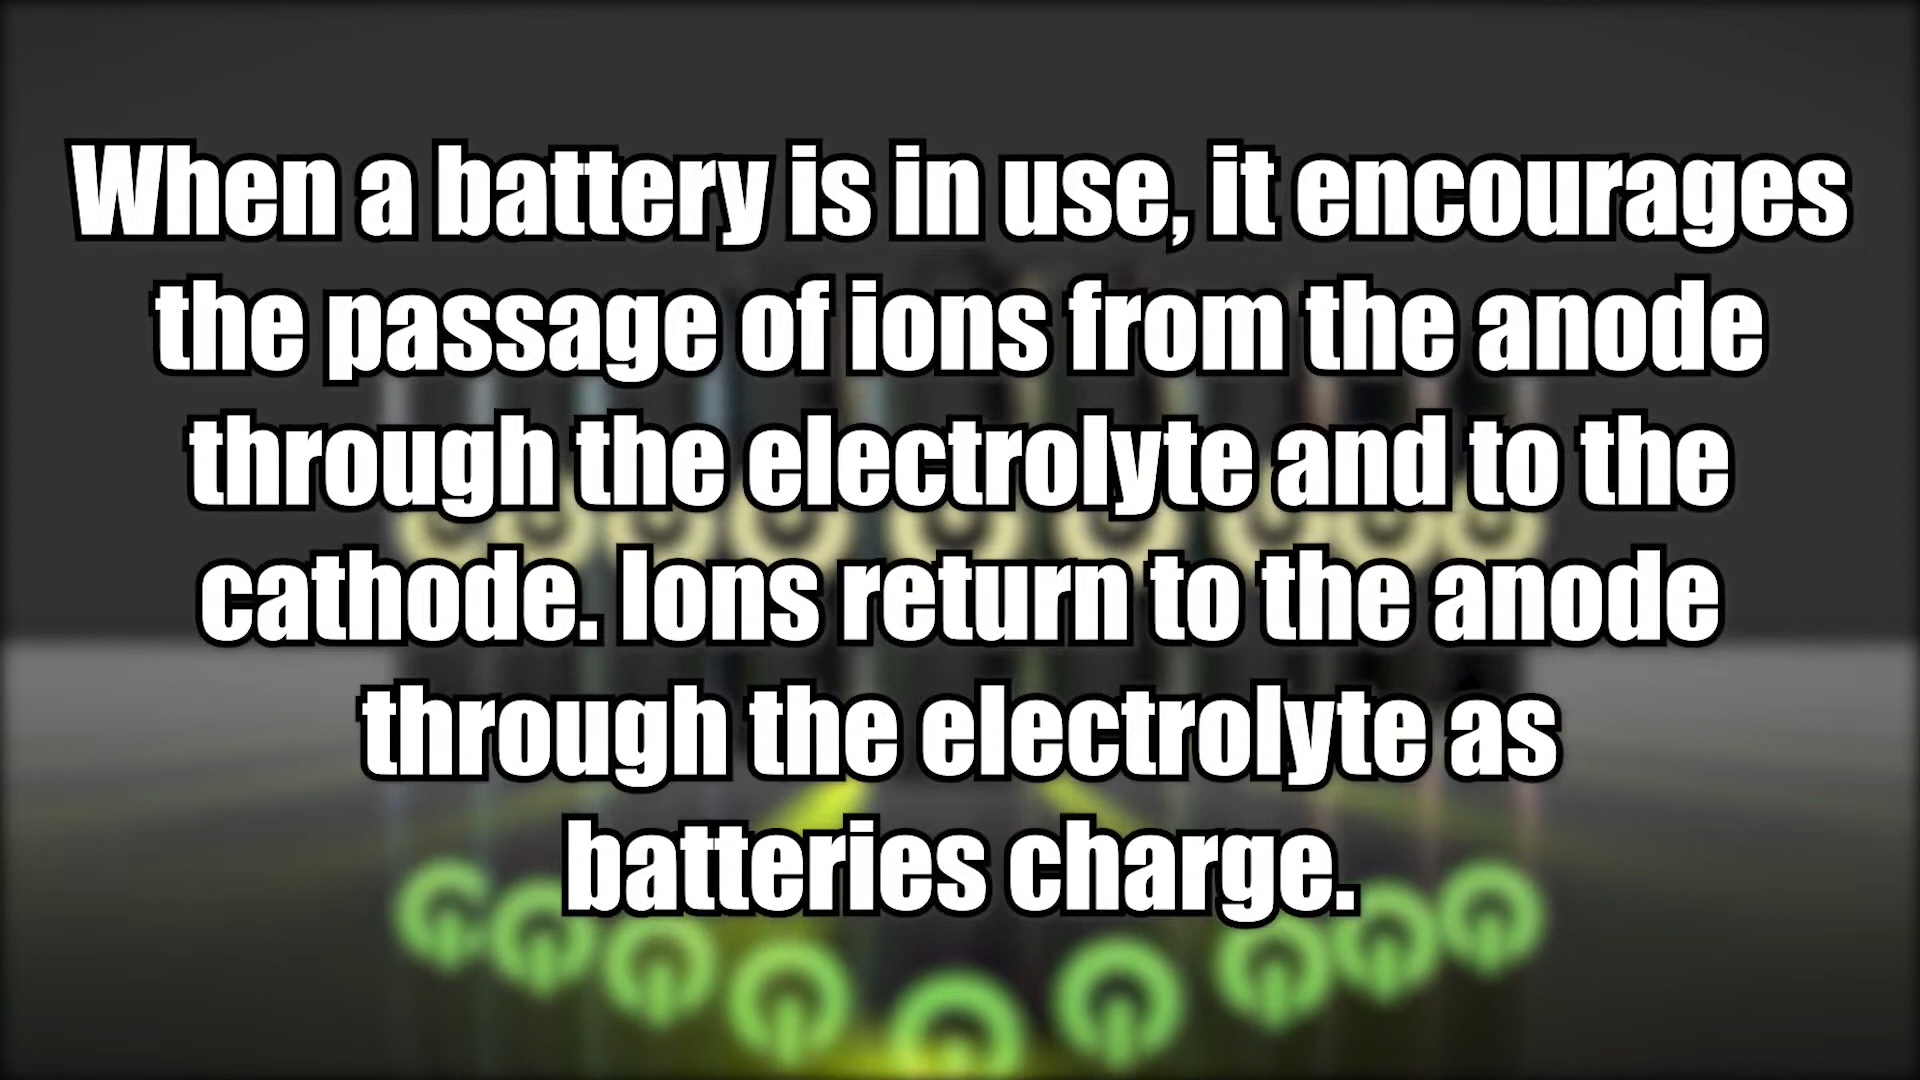 When a battery is in use, it encourages
the passage of ions from the anode
through the electrolyte and to the
cathode. Ions return to the anode
through the electrolyte as
batteries charge.